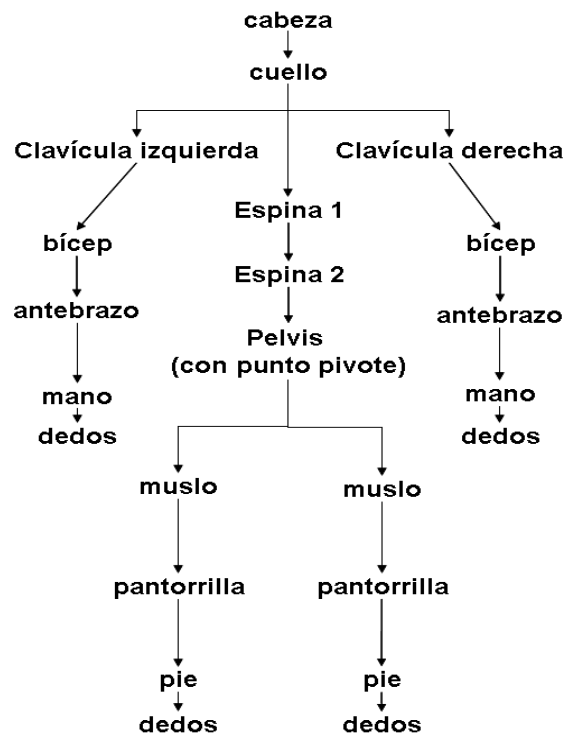 cabeza
cuello
Clavícula izquierda
Clavícula derecha
Espina 1
bícep
bícep
Espina 2
antebrazo
antebrazo
Pelvis
(con punto pivote)
mano
mano
dedos
dedos
muslo
muslo
pantorrilla
pantorrilla
pie
pie
dedos
dedos